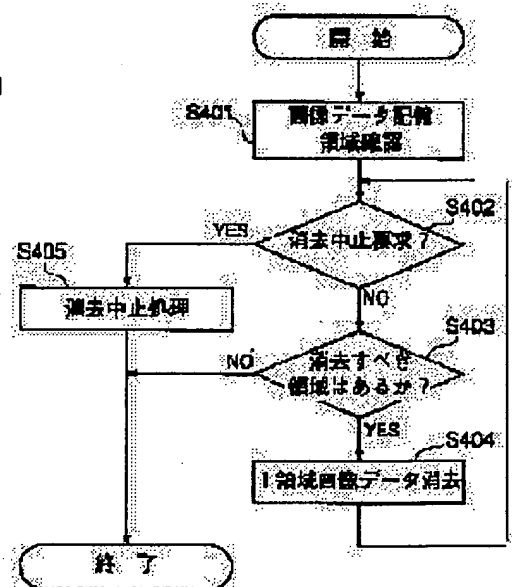 開 始
S401
画像データ記憶
領域確認
S402
消去中止要求？
YES
NO
S405
消去中止処理
S403
消去すべき
領域はあるか？
NO
YES
S404
1領域画像データ消去
終 了